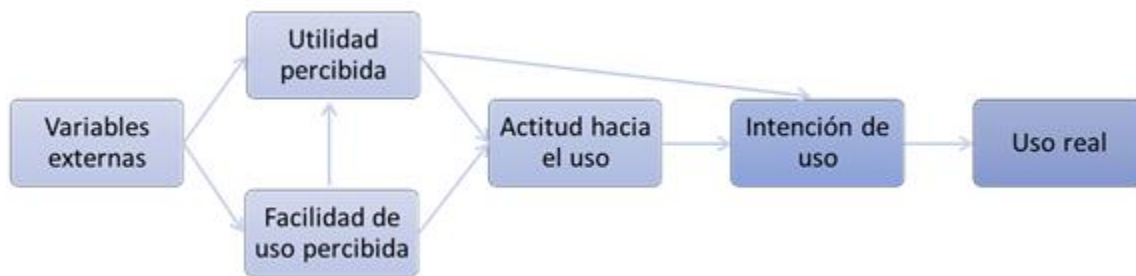 Utilidad
percibida
Variables
externas
Actitud hacia
el uso
Intención de
uso
Uso real
Facilidad de
uso percibida